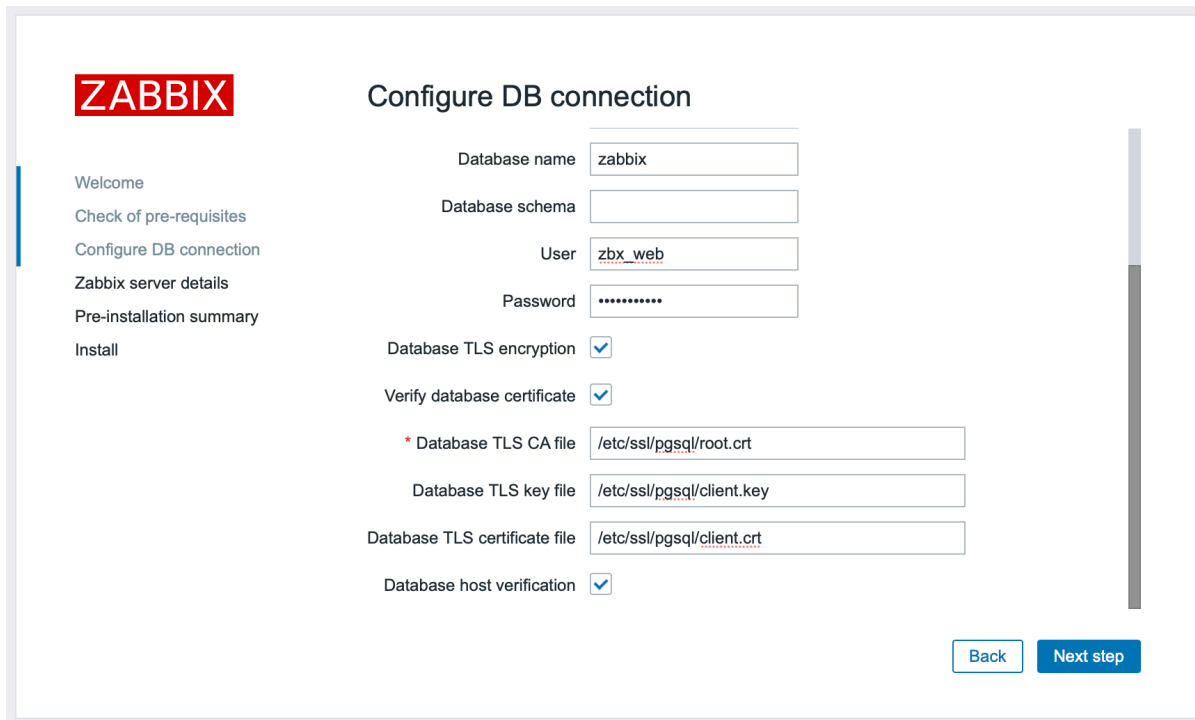 ZABBIX
Configure DB connection
Welcome
Check of pre-requisites
Configure DB connection
Zabbix server details
Pre-installation summary
Install
Database name zabbix
Database schema
User zbx_web
Password •••••••••••
Database TLS encryption
Verify database certificate
* Database TLS CA file /etc/ssl/pgsql/root.crt
Database TLS key file /etc/ssl/pgsql/client.key
Database TLS certificate file /etc/ssl/pgsql/client.crt
Database host verification
Back Next step